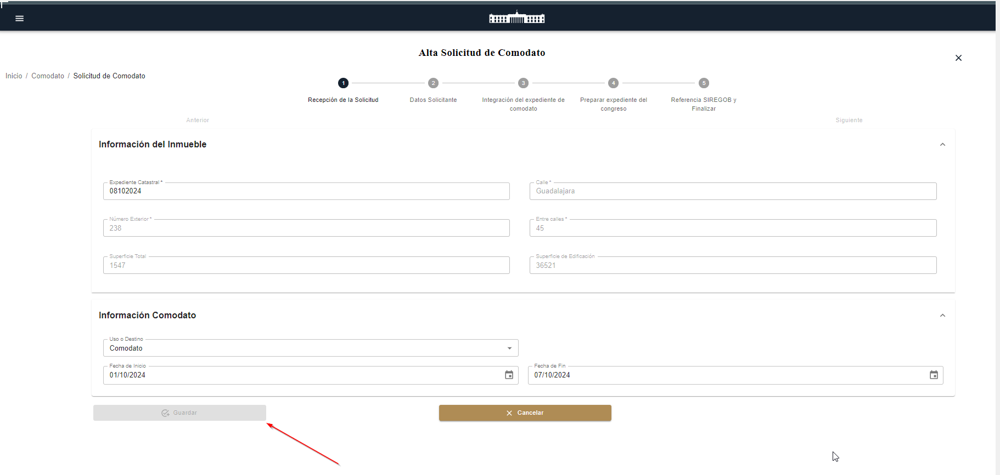 Alta Solicitud de Comodato
Inicio / Comodato / Solicitud de Comodato
1
2
3
4
5
Recepción de la Solicitud
Datos Solicitante
Integración del expediente de
comodato
Preparar expediente del
congreso
Referencia SIREGOB y
Finalizar
Anterior
Siguiente
Información del Inmueble
Expediente Catastral *
08102024
Calle *
Guadalajara
Número Exterior *
238
Entre calles *
45
Superficie Total
1547
Superficie de Edificación
36521
Información Comodato
Uso o Destino
Comodato
Fecha de Inicio
01/10/2024
Fecha de Fin
07/10/2024
Guardar
Cancelar